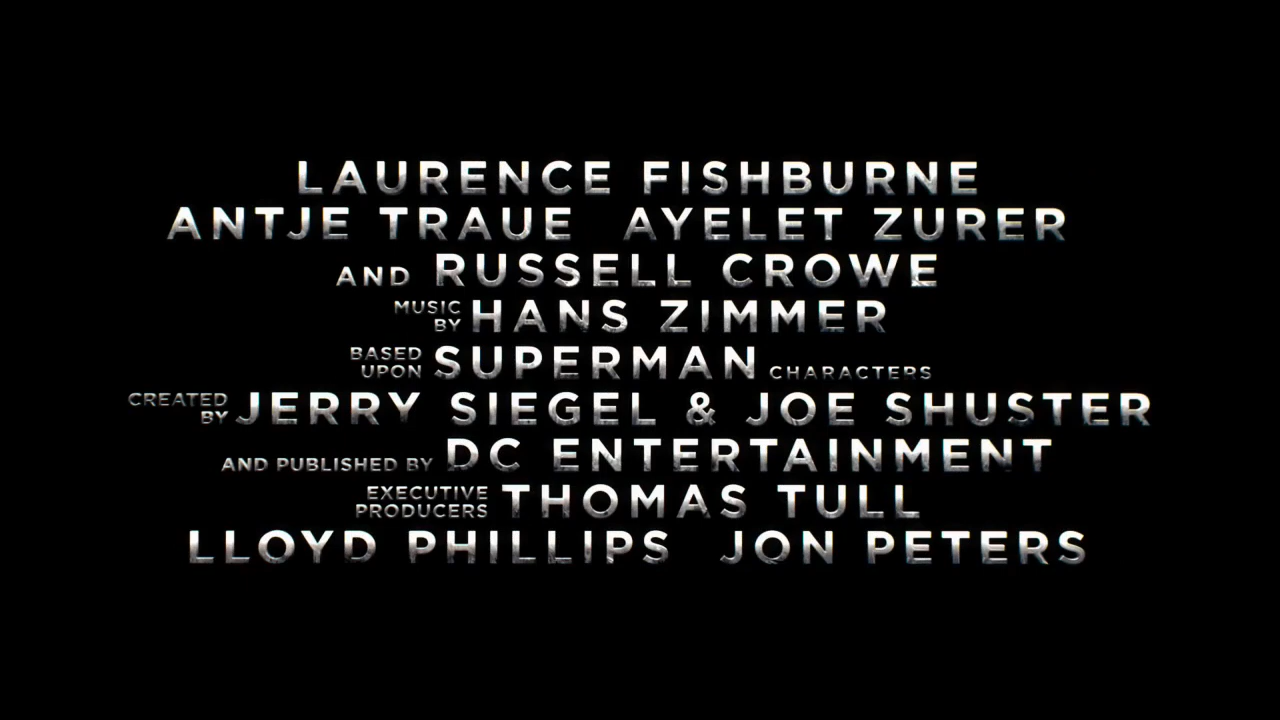 LAURENCE FISHBURNE
ANTJE TRAUE AYELET ZURER
AND RUSSELL CROWE
MUSIC BY HANS ZIMMER
BASED UPON SUPERMAN CHARACTERS
CREATED BY JERRY SIEGEL & JOE SHUSTER
AND PUBLISHED BY DC ENTERTAINMENT
EXECUTIVE PRODUCERS THOMAS TULL
LLOYD PHILLIPS JON PETERS